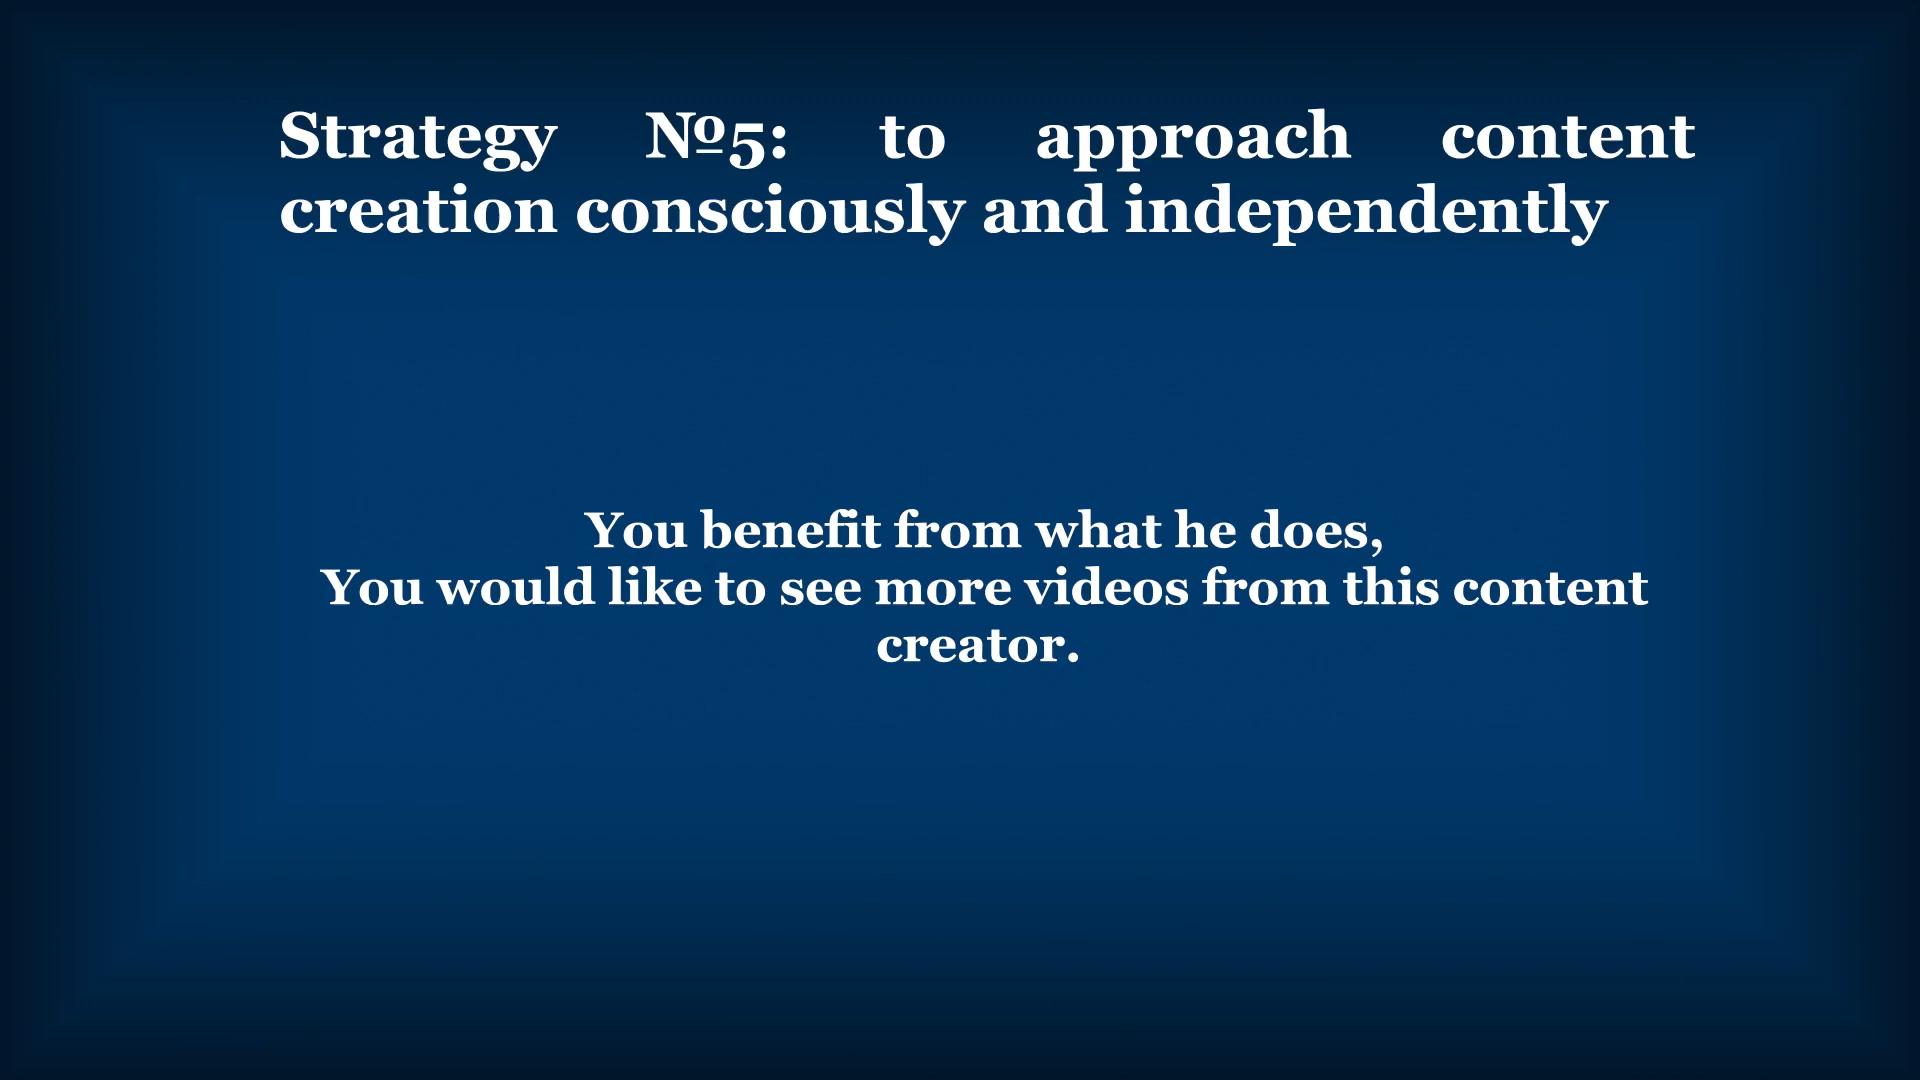 Strategy №5: to approach content
creation consciously and independently
You benefit from what he does,
You would like to see more videos from this content
creator.